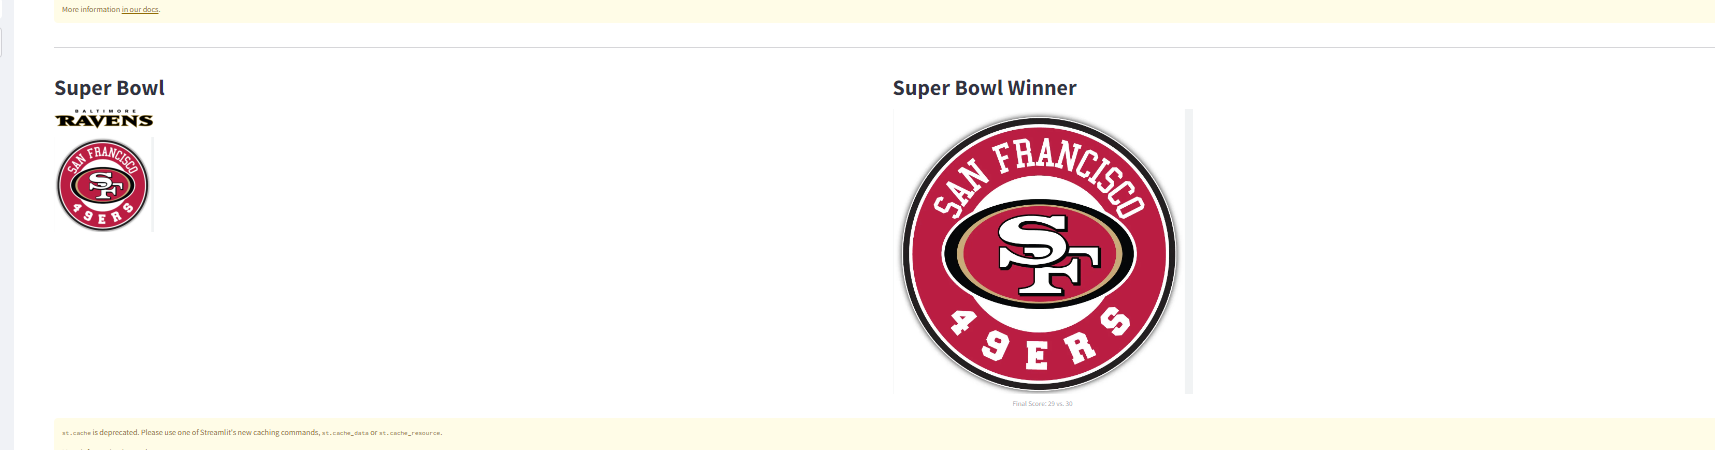 More information in our docs.
Super Bowl
BALTIMORE
RAVENS
SAN FRANCISCO
SF
49ERS
Super Bowl Winner
SAN FRANCISCO
SF
49ERS
Final Score: 29 vs. 30
st.cache is deprecated. Please use one of Streamlit's new caching commands, st.cache_data or st.cache_resource.